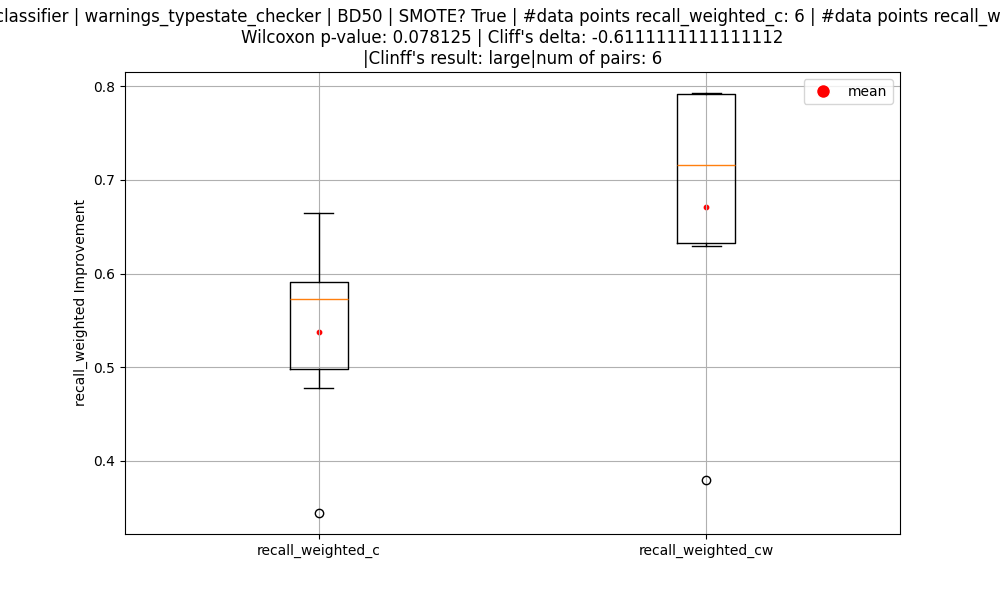 classifier | warnings_typestate_checker | BD50 | SMOTE? True | #data points recall_weighted_c: 6 | #data points recall_w
Wilcoxon p-value: 0.078125 | Cliff's delta: -0.6111111111111112
|Clinff's result: large|num of pairs: 6
mean
0.8
0.7
0.6
0.5
0.4
recall_weighted Improvement
recall_weighted_c
recall_weighted_cw